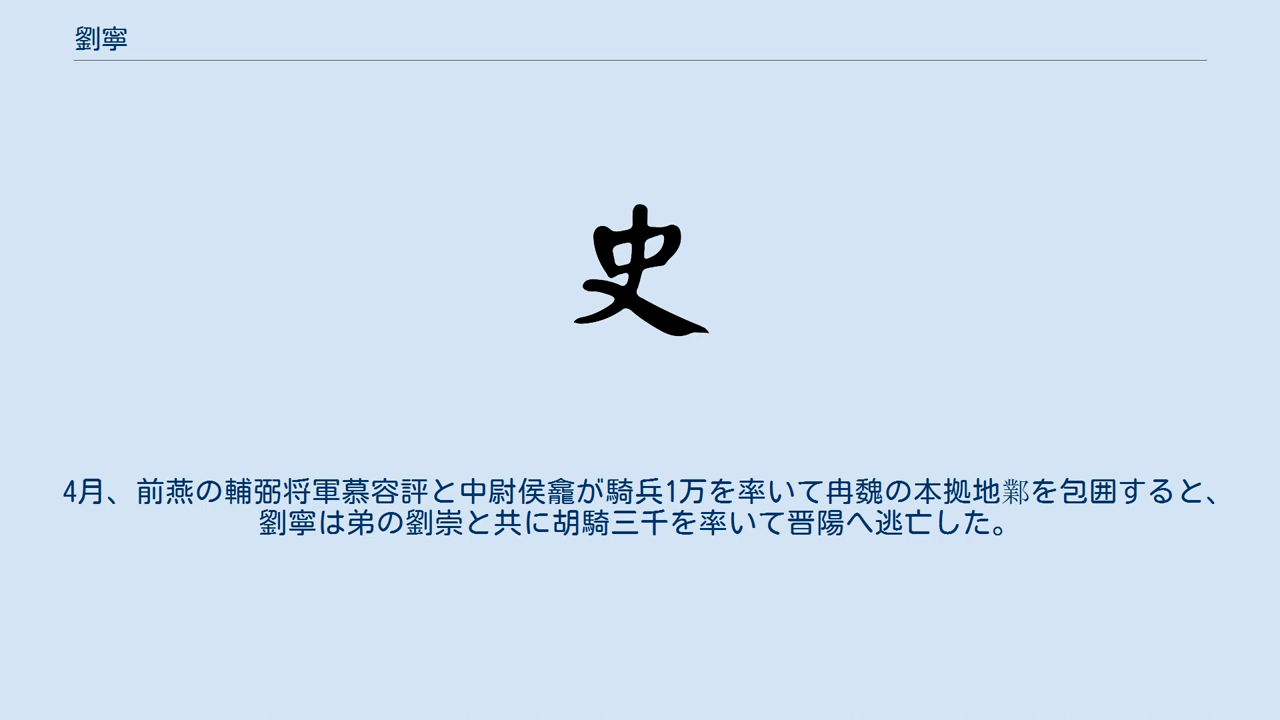 劉寧
史
4月、前燕の輔弼将軍慕容評と中尉侯龕が騎兵1万を率いて冉魏の本拠地鄴を包囲すると、
劉寧は弟の劉崇と共に胡騎三千を率いて晋陽へ逃亡した。